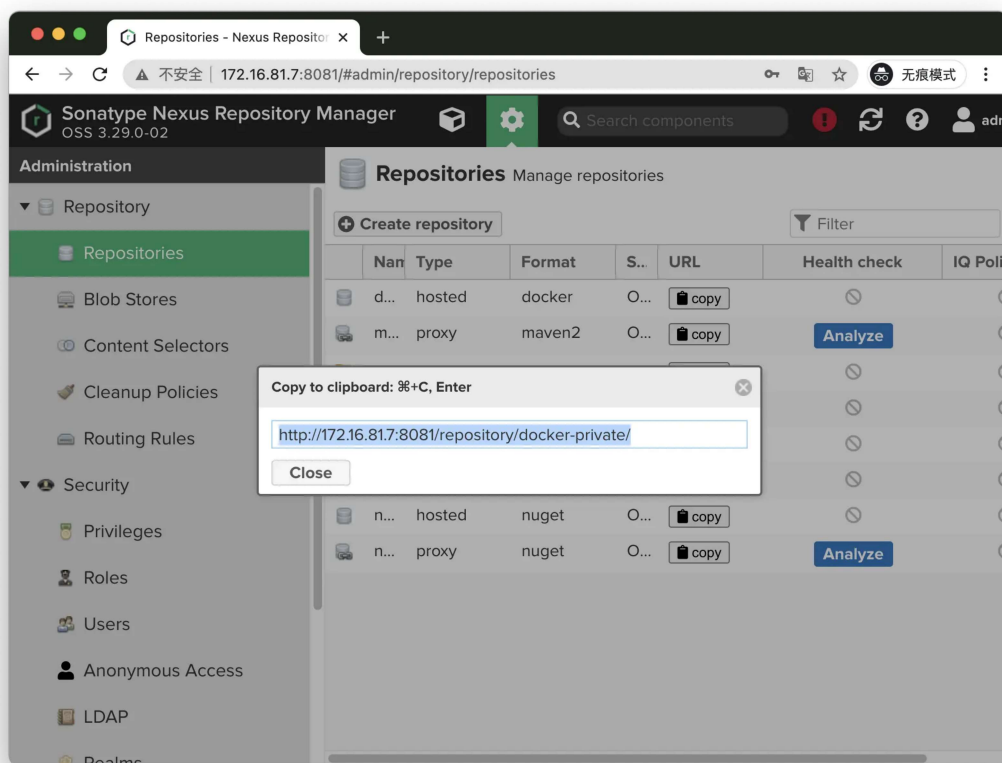 Repositories - Nexus Repositor
不安全 172.16.81.7:8081/#admin/repository/repositories 无痕模式
Sonatype Nexus Repository Manager
OSS 3.29.0-02
Search components
adr
Administration
Repositories Manage repositories
Repository
Create repository
Filter
Repositories
Nam Type Format S... URL Health check IQ Poli
Blob Stores
d... hosted docker O... copy
Content Selectors
m... proxy maven2 O... copy Analyze
Cleanup Policies
Copy to clipboard: ⌘+C, Enter
Routing Rules
http://172.16.81.7:8081/repository/docker-private/
Close
Security
n... hosted nuget O... copy
Privileges
n... proxy nuget O... copy Analyze
Roles
Users
Anonymous Access
LDAP
Realms